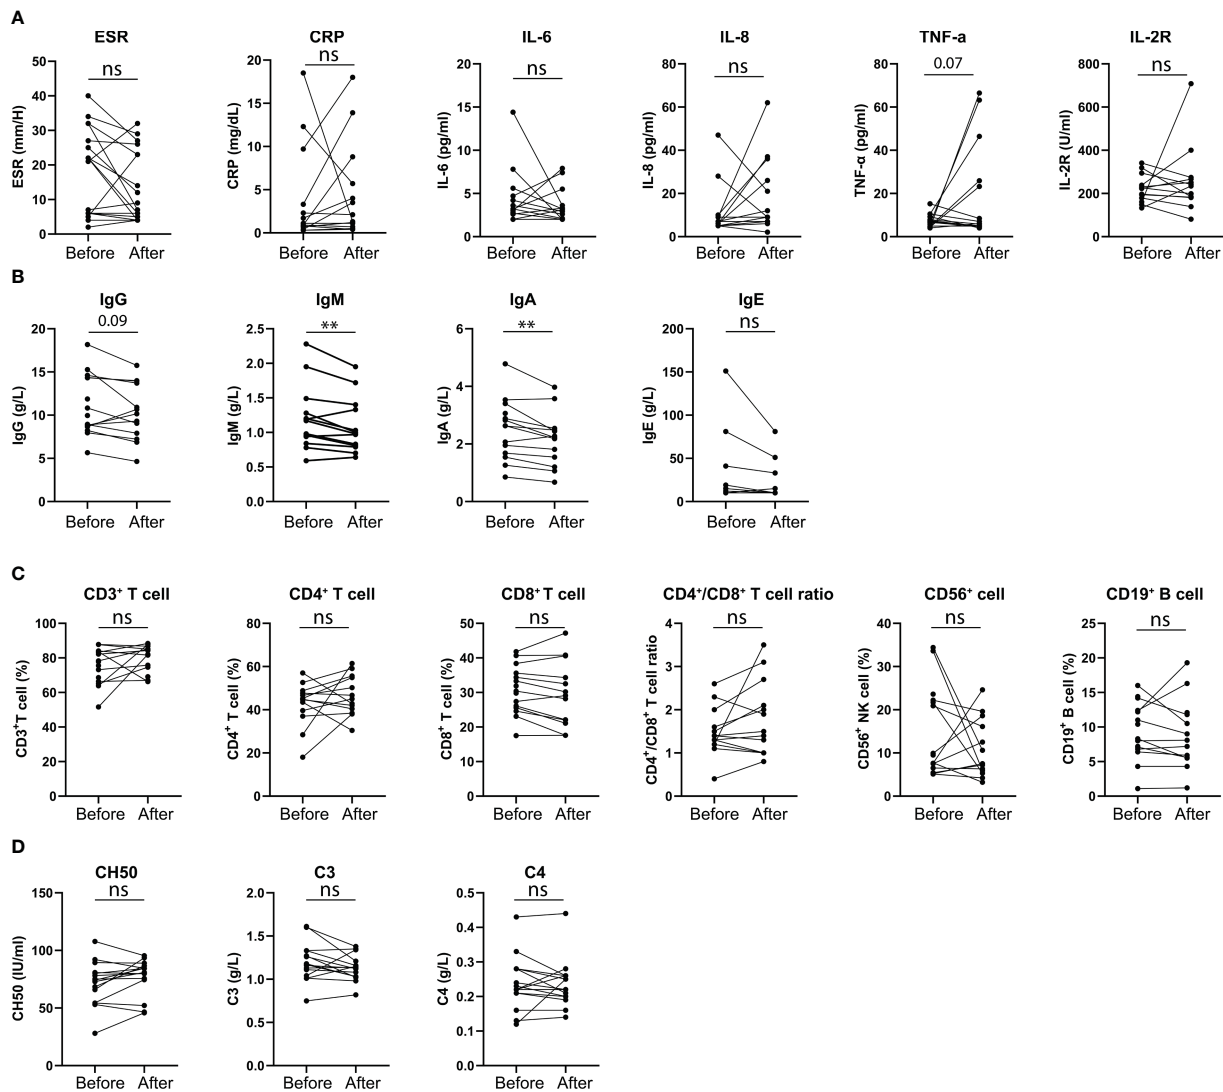 A
ESR
ns
ESR (mm/H)
50
40
30
20
10
0
Before After
CRP
ns
CRP (mg/dL)
20
15
10
5
0
Before After
IL-6
ns
IL-6 (pg/ml)
20
15
10
5
0
Before After
IL-8
ns
IL-8 (pg/ml)
80
60
40
20
0
Before After
TNF-a
0.07
TNF-α (pg/ml)
80
60
40
20
0
Before After
IL-2R
ns
IL-2R (U/ml)
800
600
400
200
0
Before After
B
IgG
0.09
IgG (g/L)
20
15
10
5
0
Before After
IgM
**
IgM (g/L)
2.5
2.0
1.5
1.0
0.5
0.0
Before After
IgA
**
IgA (g/L)
6
4
2
0
Before After
IgE
ns
IgE (g/L)
200
150
100
50
0
Before After
C
CD3⁺ T cell
ns
CD3⁺T cell (%)
100
80
60
40
20
0
Before After
CD4⁺ T cell
ns
CD4⁺ T cell (%)
80
60
40
20
0
Before After
CD8⁺ T cell
ns
CD8⁺ T cell (%)
50
40
30
20
10
0
Before After
CD4⁺/CD8⁺ T cell ratio
ns
CD4⁺/CD8⁺ T cell ratio
4
3
2
1
0
Before After
CD56⁺ cell
ns
CD56⁺ NK cell (%)
40
30
20
10
0
Before After
CD19⁺ B cell
ns
CD19⁺ B cell (%)
25
20
15
10
5
0
Before After
D
CH50
ns
CH50 (IU/ml)
150
100
50
0
Before After
C3
ns
C3 (g/L)
2.0
1.5
1.0
0.5
0.0
Before After
C4
ns
C4 (g/L)
0.5
0.4
0.3
0.2
0.1
0.0
Before After